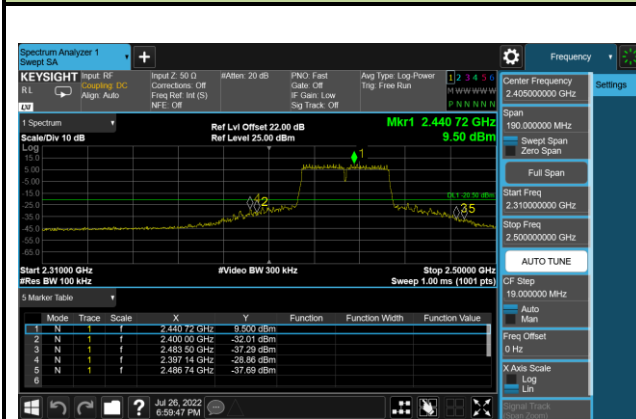 Spectrum Analyzer 1
Swept SA
Frequency
KEYSIGHT
RL
LXI
Input: RF
Coupling: DC
Align: Auto
Input Z: 50 Ω
Corrections: Off
Freq Ref: Int (S)
NFE: Off
#Atten: 20 dB
PNO: Fast
Gate: Off
IF Gain: Low
Sig Track: Off
Avg Type: Log-Power
Trig: Free Run
1 2 3 4 5 6
M W W W W W
P N N N N N
Center Frequency
2.405000000 GHz
Settings
1 Spectrum
Scale/Div 10 dB
Ref Lvl Offset 22.00 dB
Ref Level 25.00 dBm
Mkr1 2.440 72 GHz
9.50 dBm
Span
190.000000 MHz
Swept Span
Zero Span
Full Span
Log
15.0
5.00
-5.00
-15.0
-25.0
-35.0
-45.0
-55.0
-65.0
1
DL1 -20.50 dBm
4 2
3 5
Start Freq
2.310000000 GHz
Stop Freq
2.500000000 GHz
AUTO TUNE
Start 2.31000 GHz
#Res BW 100 kHz
#Video BW 300 kHz
Stop 2.50000 GHz
Sweep 1.00 ms (1001 pts)
CF Step
19.000000 MHz
Auto
Man
5 Marker Table
Mode Trace Scale X Y Function Function Width Function Value
1 N 1 f 2.440 72 GHz 9.500 dBm
2 N 1 f 2.400 00 GHz -32.01 dBm
3 N 1 f 2.483 50 GHz -37.29 dBm
4 N 1 f 2.397 14 GHz -28.86 dBm
5 N 1 f 2.486 74 GHz -37.69 dBm
6
Freq Offset
0 Hz
X Axis Scale
Log
Lin
Signal Track
(Span Zoom)
Jul 26, 2022
6:59:47 PM